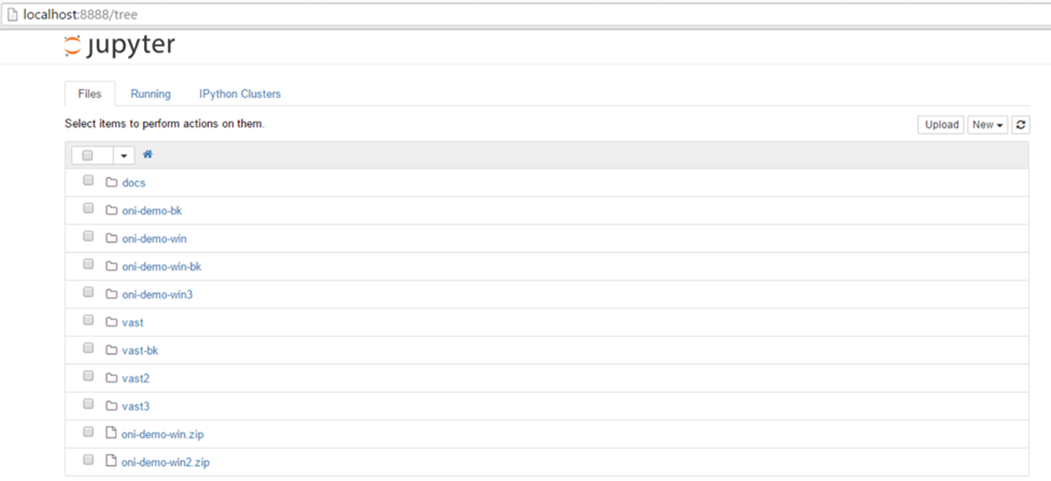 localhost:8888/tree
jupyter
Files Running IPython Clusters
Select items to perform actions on them. Upload New
docs
oni-demo-bk
oni-demo-win
oni-demo-win-bk
oni-demo-win3
vast
vast-bk
vast2
vast3
oni-demo-win.zip
oni-demo-win2.zip